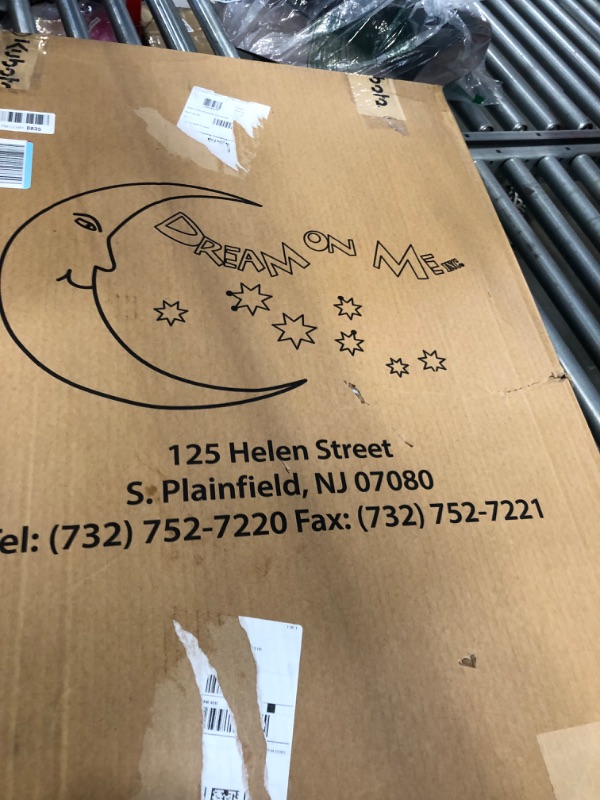 DREAM ON ME INC.
125 Helen Street
S. Plainfield, NJ 07080
el: (732) 752-7220 Fax: (732) 752-7221